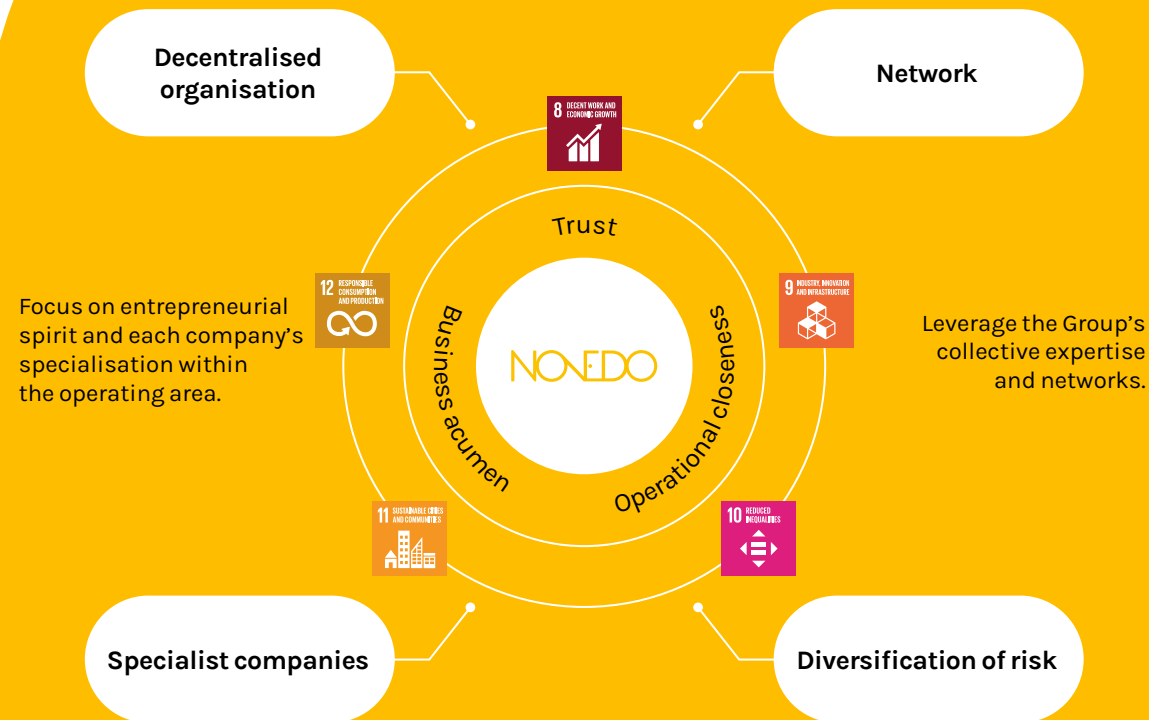 Decentralised
organisation
Network
8 DECENT WORK AND
ECONOMIC GROWTH
Trust
12 RESPONSIBLE
CONSUMPTION
AND PRODUCTION
9 INDUSTRY, INNOVATION
AND INFRASTRUCTURE
Focus on entrepreneurial
spirit and each company’s
specialisation within
the operating area.
Business acumen
NOVEDO
Operational closeness
Leverage the Group’s
collective expertise
and networks.
11 SUSTAINABLE CITIES
AND COMMUNITIES
10 REDUCED
INEQUALITIES
Specialist companies
Diversification of risk